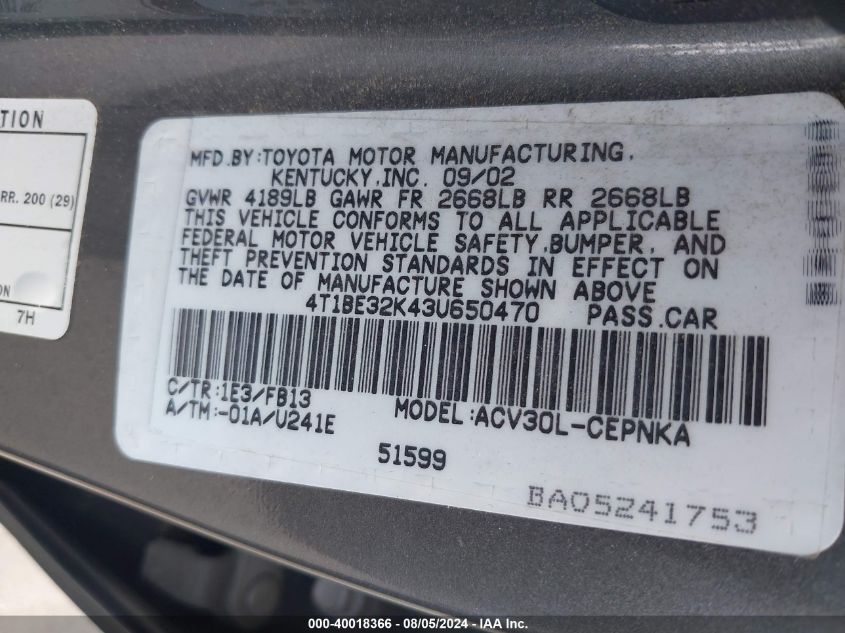 TION
RR. 200 (29)
ON
7H
MFD.BY:TOYOTA MOTOR MANUFACTURING,
KENTUCKY,INC. 09/02
GVWR 4189LB GAWR FR 2668LB RR 2668LB
THIS VEHICLE CONFORMS TO ALL APPLICABLE
FEDERAL MOTOR VEHICLE SAFETY,BUMPER, AND
THEFT PREVENTION STANDARDS IN EFFECT ON
THE DATE OF MANUFACTURE SHOWN ABOVE
4T1BE32K43U650470 PASS.CAR
C/TR:1E3/FB13
A/TM:-01A/U241E MODEL:ACV30L-CEPNKA
51599
BA05241753
000-40018366 - 08/05/2024 - IAA Inc.